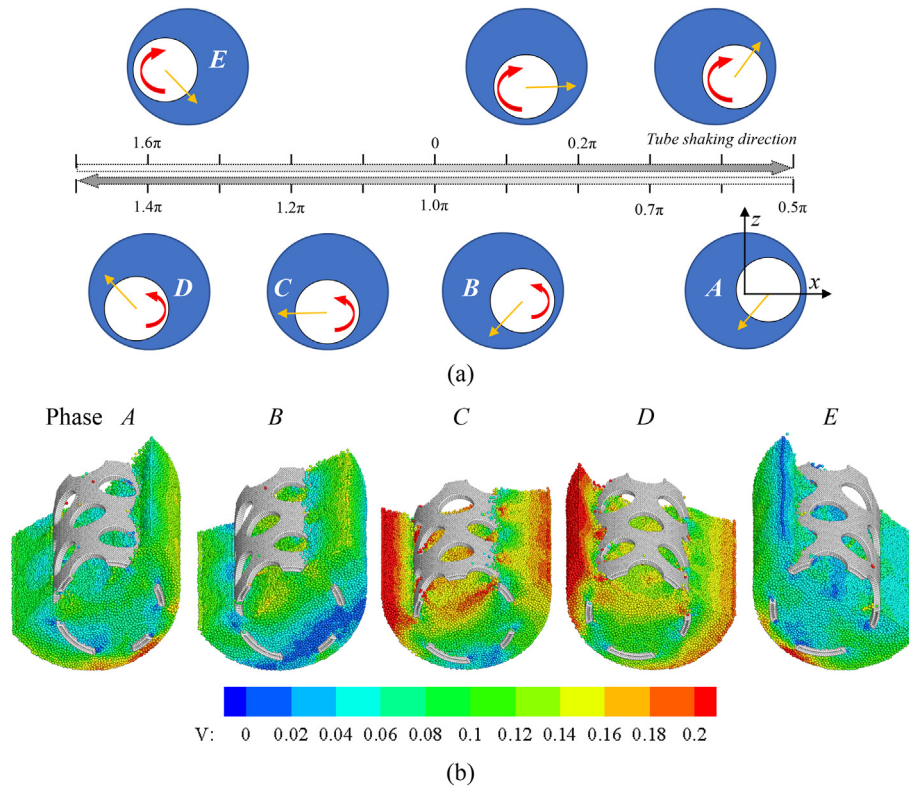 E
1.6π 0 0.2π Tube shaking direction
1.4π 1.2π 1.0π 0.7π 0.5π
D C B A z x
(a)
Phase A B C D E
V: 0 0.02 0.04 0.06 0.08 0.1 0.12 0.14 0.16 0.18 0.2
(b)